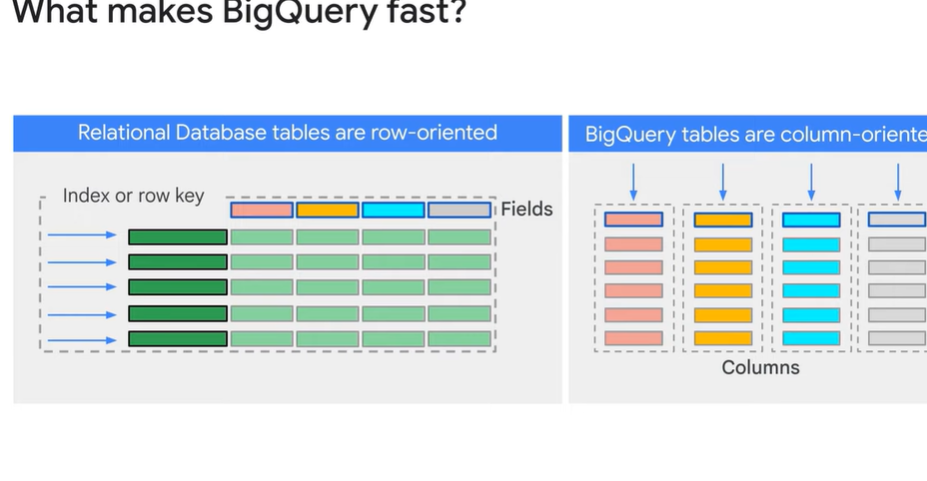 What makes BigQuery fast?
Relational Database tables are row-oriented
BigQuery tables are column-oriente
Index or row key
Fields
Columns